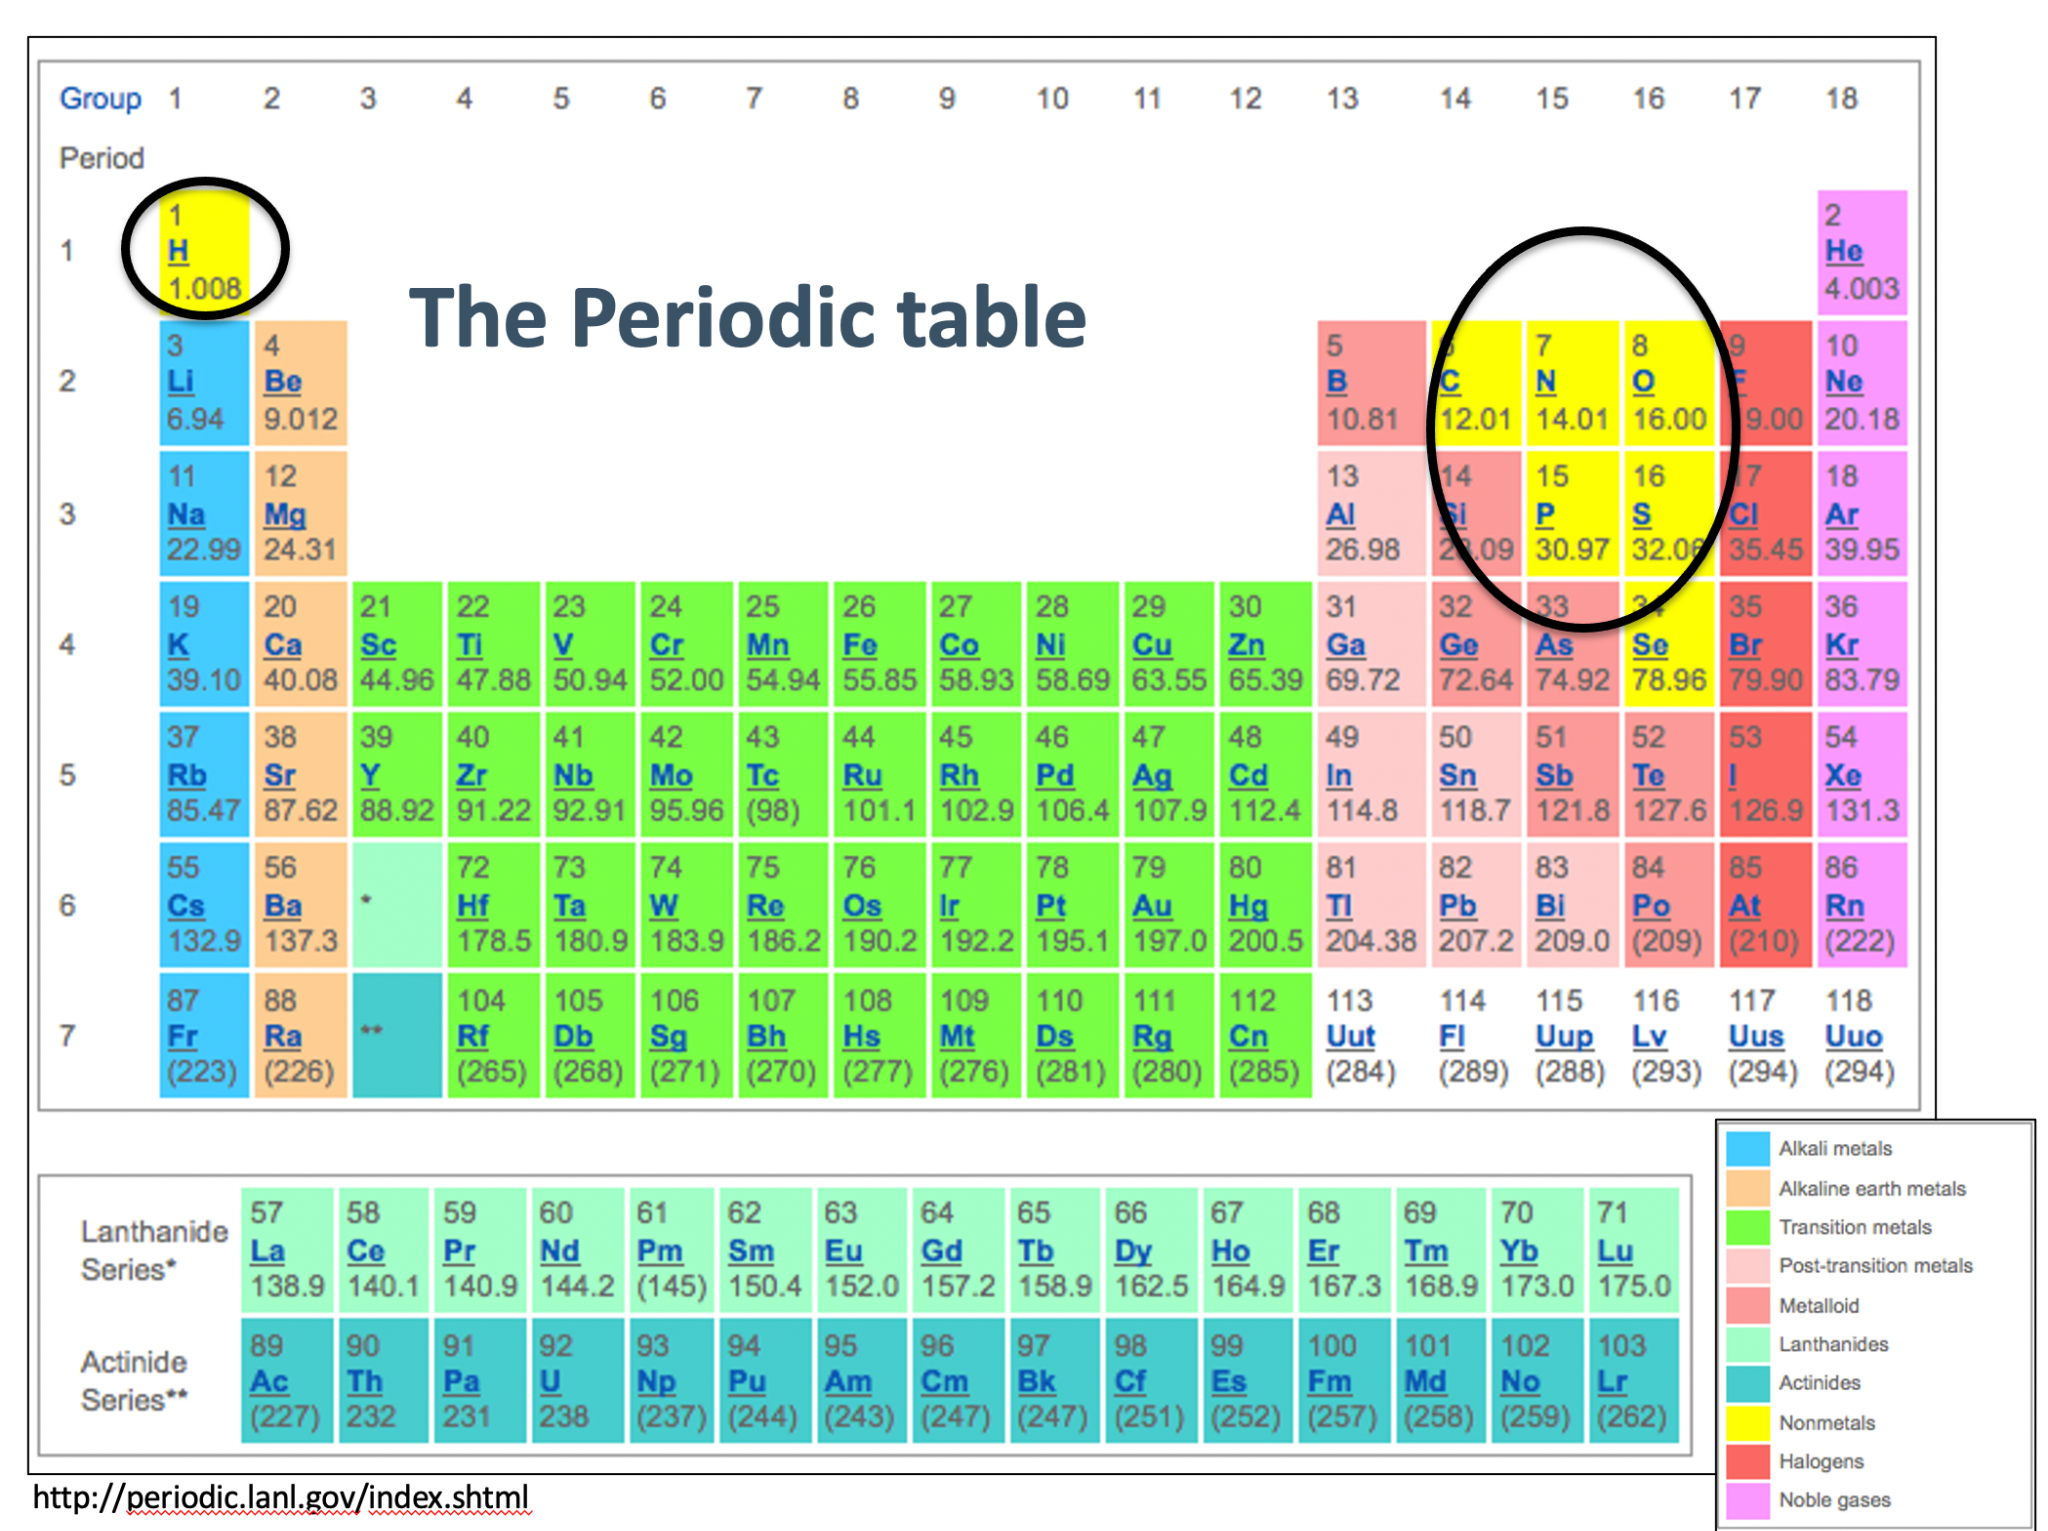 Group 1 2 3 4 5 6 7 8 9 10 11 12 13 14 15 16 17 18
Period
1 2
1 H He
1.008 4.003
The Periodic table
3 4 5 6 7 8 9 10
2 Li Be B C N O F Ne
6.94 9.012 10.81 12.01 14.01 16.00 9.00 20.18
11 12 13 14 15 16 17 18
3 Na Mg Al Si P S Cl Ar
22.99 24.31 26.98 28.09 30.97 32.06 35.45 39.95
19 20 21 22 23 24 25 26 27 28 29 30 31 32 33 34 35 36
4 K Ca Sc Ti V Cr Mn Fe Co Ni Cu Zn Ga Ge As Se Br Kr
39.10 40.08 44.96 47.88 50.94 52.00 54.94 55.85 58.93 58.69 63.55 65.39 69.72 72.64 74.92 78.96 79.90 83.79
37 38 39 40 41 42 43 44 45 46 47 48 49 50 51 52 53 54
5 Rb Sr Y Zr Nb Mo Tc Ru Rh Pd Ag Cd In Sn Sb Te I Xe
85.47 87.62 88.92 91.22 92.91 95.96 (98) 101.1 102.9 106.4 107.9 112.4 114.8 118.7 121.8 127.6 126.9 131.3
55 56 72 73 74 75 76 77 78 79 80 81 82 83 84 85 86
6 Cs Ba * Hf Ta W Re Os Ir Pt Au Hg Tl Pb Bi Po At Rn
132.9 137.3 178.5 180.9 183.9 186.2 190.2 192.2 195.1 197.0 200.5 204.38 207.2 209.0 (209) (210) (222)
87 88 104 105 106 107 108 109 110 111 112 113 114 115 116 117 118
7 Fr Ra ** Rf Db Sg Bh Hs Mt Ds Rg Cn Uut Fl Uup Lv Uus Uuo
(223) (226) (265) (268) (271) (270) (277) (276) (281) (280) (285) (284) (289) (288) (293) (294) (294)
57 58 59 60 61 62 63 64 65 66 67 68 69 70 71
Lanthanide
La Ce Pr Nd Pm Sm Eu Gd Tb Dy Ho Er Tm Yb Lu
Series*
138.9 140.1 140.9 144.2 (145) 150.4 152.0 157.2 158.9 162.5 164.9 167.3 168.9 173.0 175.0
89 90 91 92 93 94 95 96 97 98 99 100 101 102 103
Actinide
Ac Th Pa U Np Pu Am Cm Bk Cf Es Fm Md No Lr
Series**
(227) 232 231 238 (237) (244) (243) (247) (247) (251) (252) (257) (258) (259) (262)
Alkali metals
Alkaline earth metals
Transition metals
Post-transition metals
Metalloid
Lanthanides
Actinides
Nonmetals
Halogens
Noble gases
http://periodic.lanl.gov/index.shtml